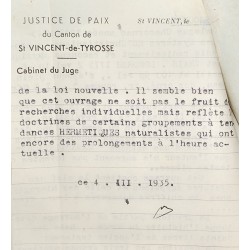 JUSTICE DE PAIX
du Canton de
St VINCENT-de-TYROSSE
St VINCENT, le
Cabinet du Juge
de la loi nouvelle . Il semble bien
que cet ouvrage ne soit pas le fruit d
recherches individuelles mais reflète
doctrines de certains groupements à ten
dances HERMETIQUES naturalistes qui ont
encore des prolongements à l'heure ac-
tuelle .
ce 4 . III . 1935.